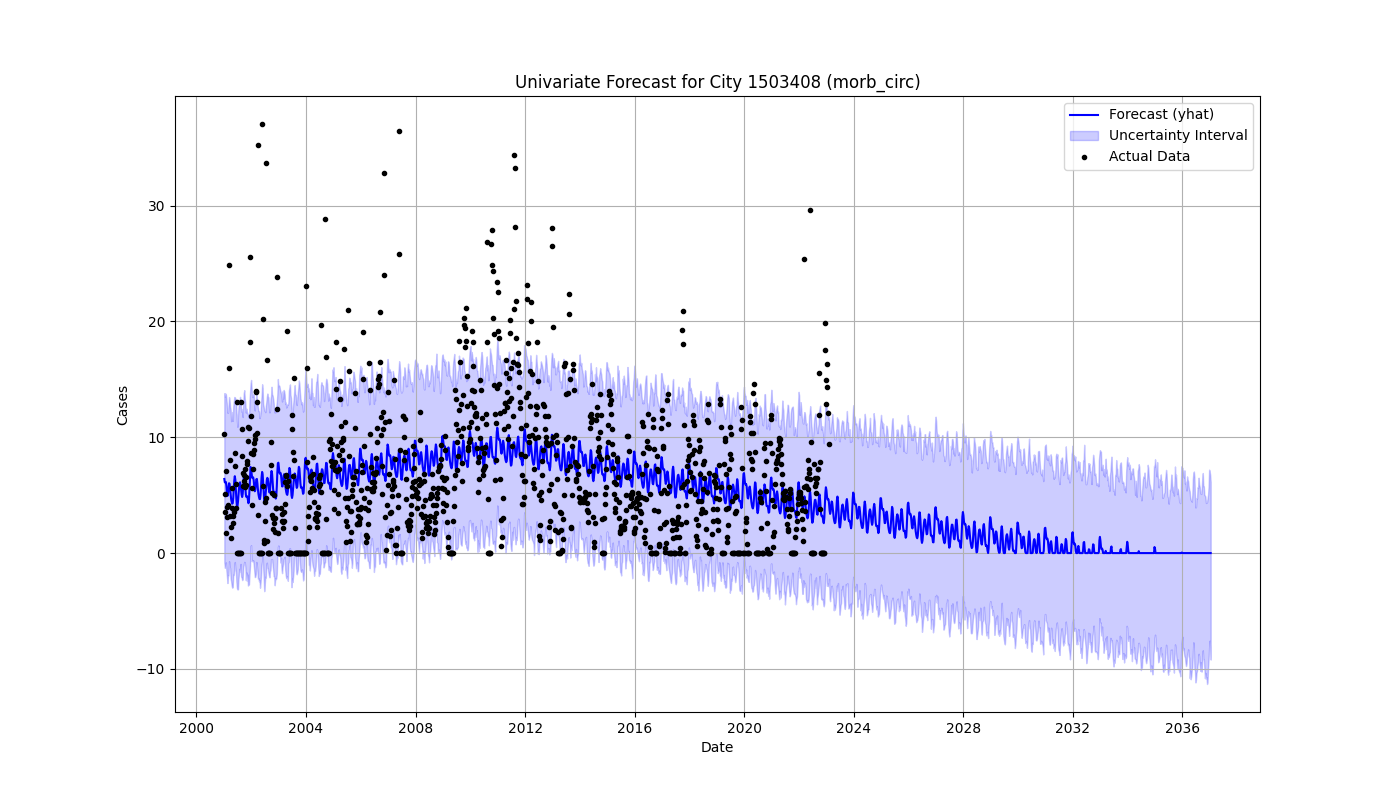 Univariate Forecast for City 1503408 (morb_circ)
Forecast (yhat)
Uncertainty Interval
Actual Data
Cases
30
20
10
0
−10
2000 2004 2008 2012 2016 2020 2024 2028 2032 2036
Date